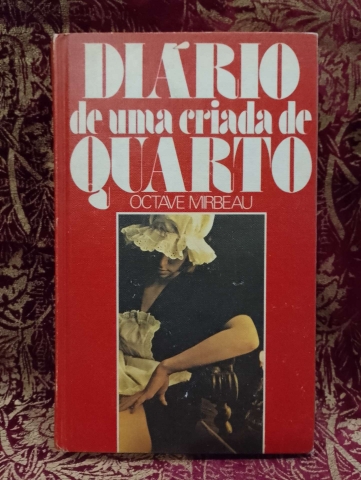 DIÁRIO
de uma criada de
QUARTO
OCTAVE MIRBEAU